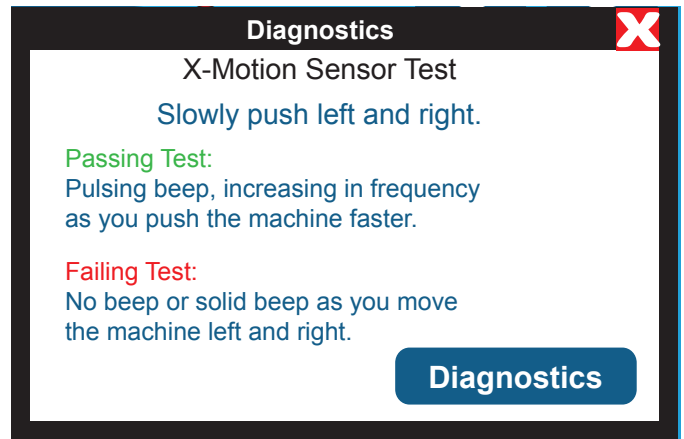 Diagnostics
X
X-Motion Sensor Test
Slowly push left and right.
Passing Test:
Pulsing beep, increasing in frequency
as you push the machine faster.
Failing Test:
No beep or solid beep as you move
the machine left and right.
Diagnostics